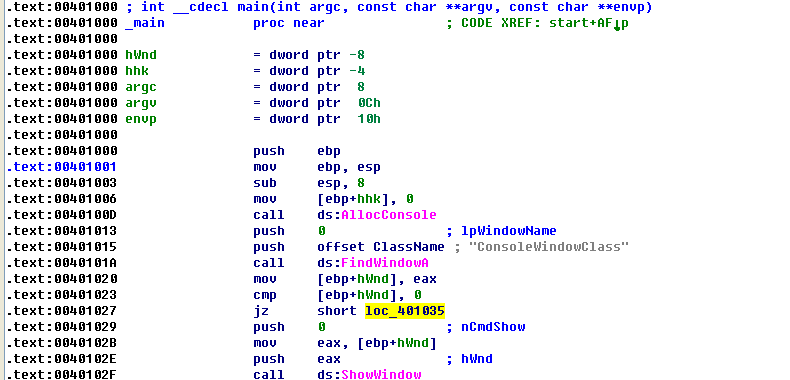 .text:00401000 ; int __cdecl main(int argc, const char **argv, const char **envp)
.text:00401000 _main proc near ; CODE XREF: start+AF↓p
.text:00401000
.text:00401000 hWnd = dword ptr -8
.text:00401000 hhk = dword ptr -4
.text:00401000 argc = dword ptr 8
.text:00401000 argv = dword ptr 0Ch
.text:00401000 envp = dword ptr 10h
.text:00401000
.text:00401000 push ebp
.text:00401001 mov ebp, esp
.text:00401003 sub esp, 8
.text:00401006 mov [ebp+hhk], 0
.text:0040100D call ds:AllocConsole
.text:00401013 push 0 ; lpWindowName
.text:00401015 push offset ClassName ; "ConsoleWindowClass"
.text:0040101A call ds:FindWindowA
.text:00401020 mov [ebp+hWnd], eax
.text:00401023 cmp [ebp+hWnd], 0
.text:00401027 jz short loc_401035
.text:00401029 push 0 ; nCmdShow
.text:0040102B mov eax, [ebp+hWnd]
.text:0040102E push eax ; hWnd
.text:0040102F call ds:ShowWindow